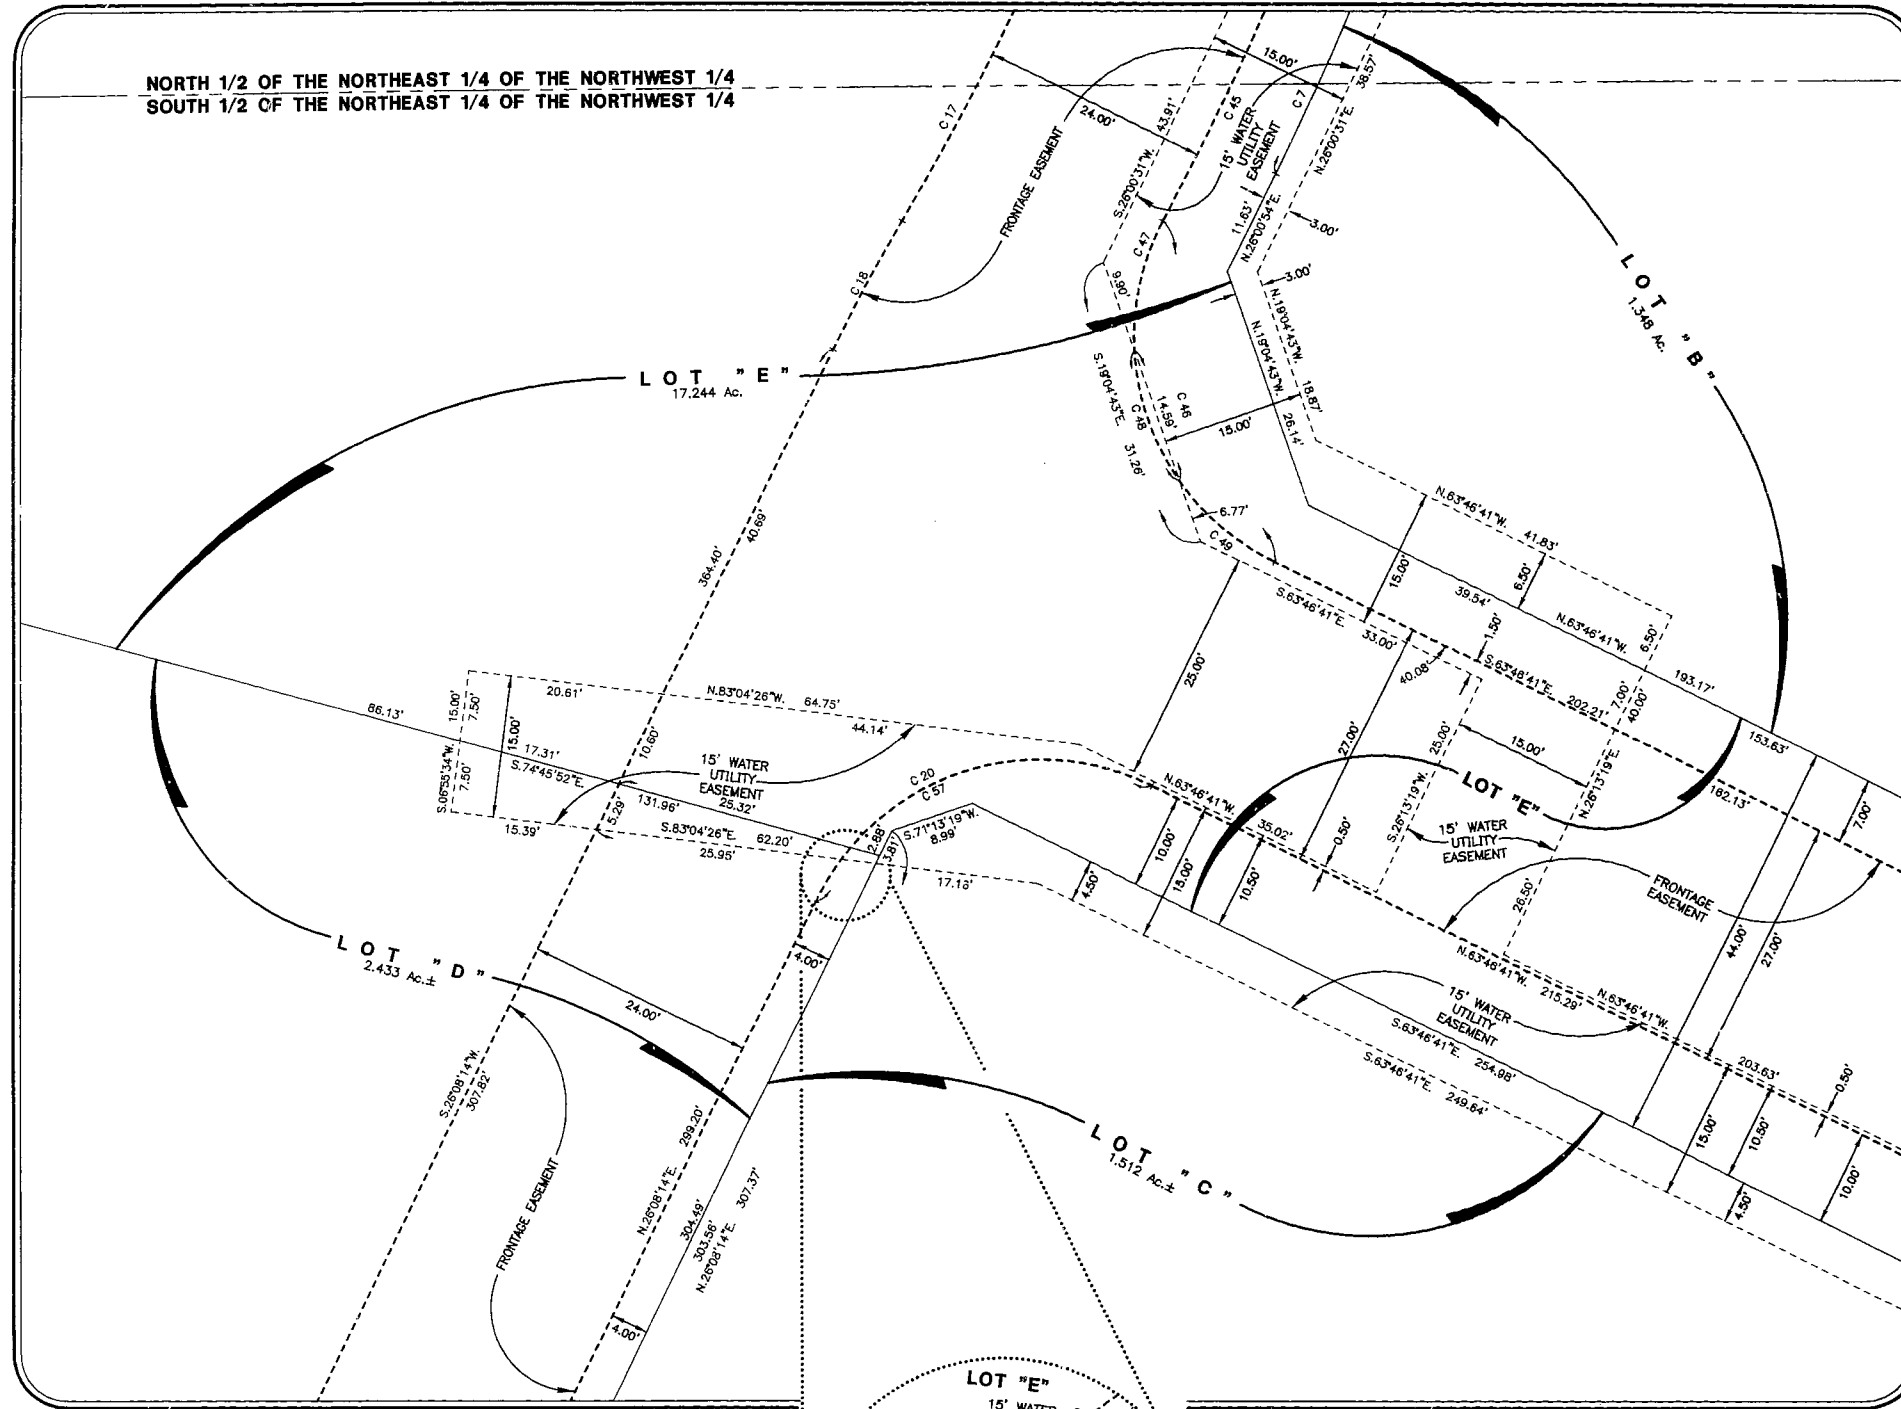 NORTH 1/2 OF THE NORTHEAST 1/4 OF THE NORTHWEST 1/4
SOUTH 1/2 OF THE NORTHEAST 1/4 OF THE NORTHWEST 1/4
C 17
24.00'
15.00'
C 45
C 7
38.57'
N.26°00'31"E.
S.26°00'31"W. 43.91'
15' WATER
UTILITY
EASEMENT
FRONTAGE EASEMENT
11.63'
N.26°00'54"E.
3.00'
3.00'
C 47
C 18
9.90'
N.19°04'43"W. 18.87'
N.19°04'43"W. 26.14'
S.19°04'43"E. 31.26'
C 46
14.59'
C 48
15.00'
LOT "B"
1.348 Ac.
LOT "E"
17.244 Ac.
6.77'
C 49
N.63°46'41"W. 41.83'
15.00'
6.50'
39.54'
N.63°46'41"W.
6.50'
193.17'
364.40'
40.69'
S.63°46'41"E. 33.00'
1.50'
40.08'
S.63°46'41"E. 202.21'
7.00'
40.00'
153.63'
25.00'
27.00'
25.00'
15.00'
S.26°13'19"W.
N.26°13'19"E.
182.13'
7.00'
86.13'
15.00'
7.50'
15.00'
S.06°55'34"W.
7.50'
20.61'
N.83°04'26"W. 64.75'
44.14'
17.31'
S.74°45'52"E.
10.60'
15' WATER
UTILITY
EASEMENT
131.96'
25.32'
5.29'
S.83°04'26"E. 62.20'
15.39'
25.95'
C 20
C 57
2.88'
3.81'
S.71°13'19"W.
8.99'
17.18'
N.63°46'41"W.
35.02'
0.50'
10.00'
15.00'
10.50'
4.50'
LOT "E"
15' WATER
UTILITY
EASEMENT
26.50'
FRONTAGE
EASEMENT
44.00'
27.00'
N.63°46'41"W. 215.29'
N.63°46'41"W.
203.63'
15' WATER
UTILITY
EASEMENT
S.63°46'41"E. 254.98'
S.63°46'41"E. 249.64'
0.50'
15.00'
10.50'
10.00'
4.50'
LOT "D"
2.433 Ac.±
24.00'
4.00'
S.26°08'14"W.
307.82'
N.26°08'14"E. 299.20'
304.49'
303.56'
N.26°08'14"E. 307.37'
FRONTAGE EASEMENT
4.00'
LOT "C"
1.512 Ac.±
LOT "E"
15' WATER